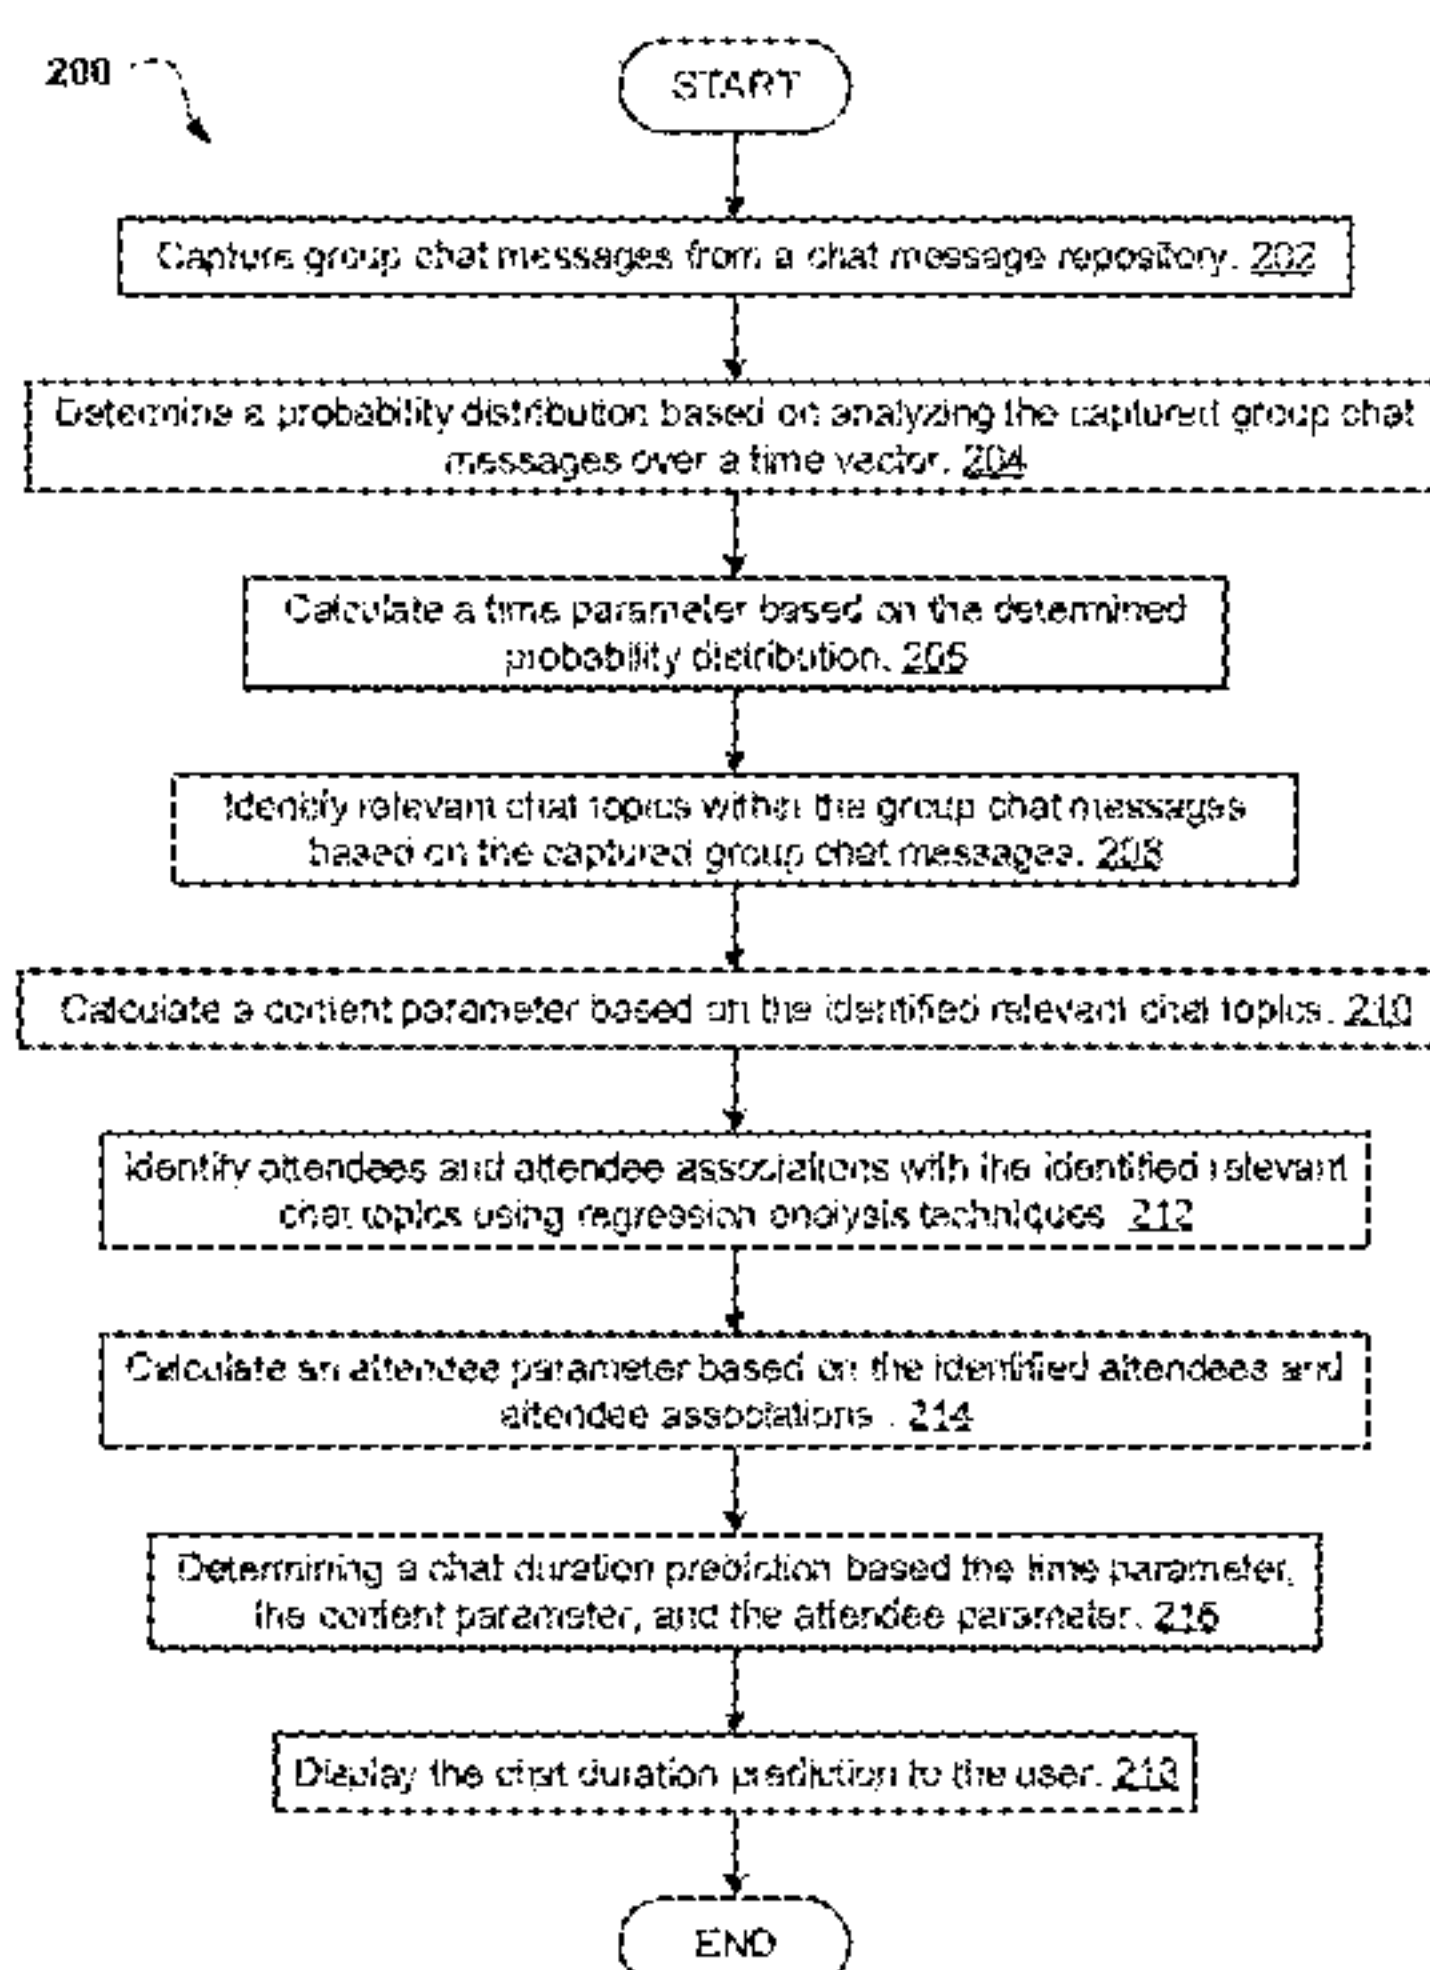 200
START
Capture group chat messages from a chat message repository. 202
Determine a probability distribution based on analyzing the captured group chat
messages over a time vector. 204
Calculate a time parameter based on the determined
probability distribution. 206
Identify relevant chat topics within the group chat messages
based on the captured group chat messages. 208
Calculate a content parameter based on the identified relevant chat topics. 210
Identify attendees and attendee associations with the identified relevant
chat topics using regression analysis techniques 212
Calculate an attendee parameter based on the identified attendees and
attendee associations . 214
Determining a chat duration prediction based the time parameter,
the content parameter, and the attendee parameter. 216
Display the chat duration prediction to the user. 218
END